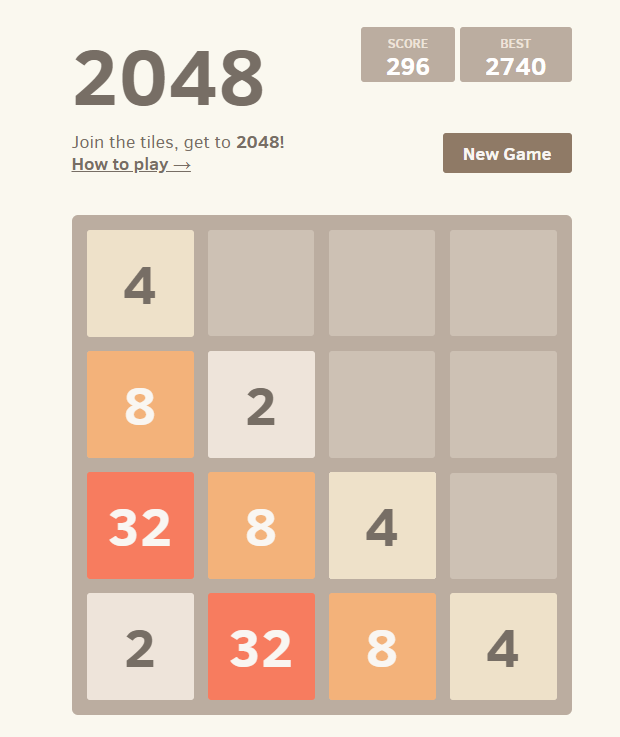 2048
SCORE
296
BEST
2740
Join the tiles, get to 2048!
How to play →
New Game
4
8 2
32 8 4
2 32 8 4